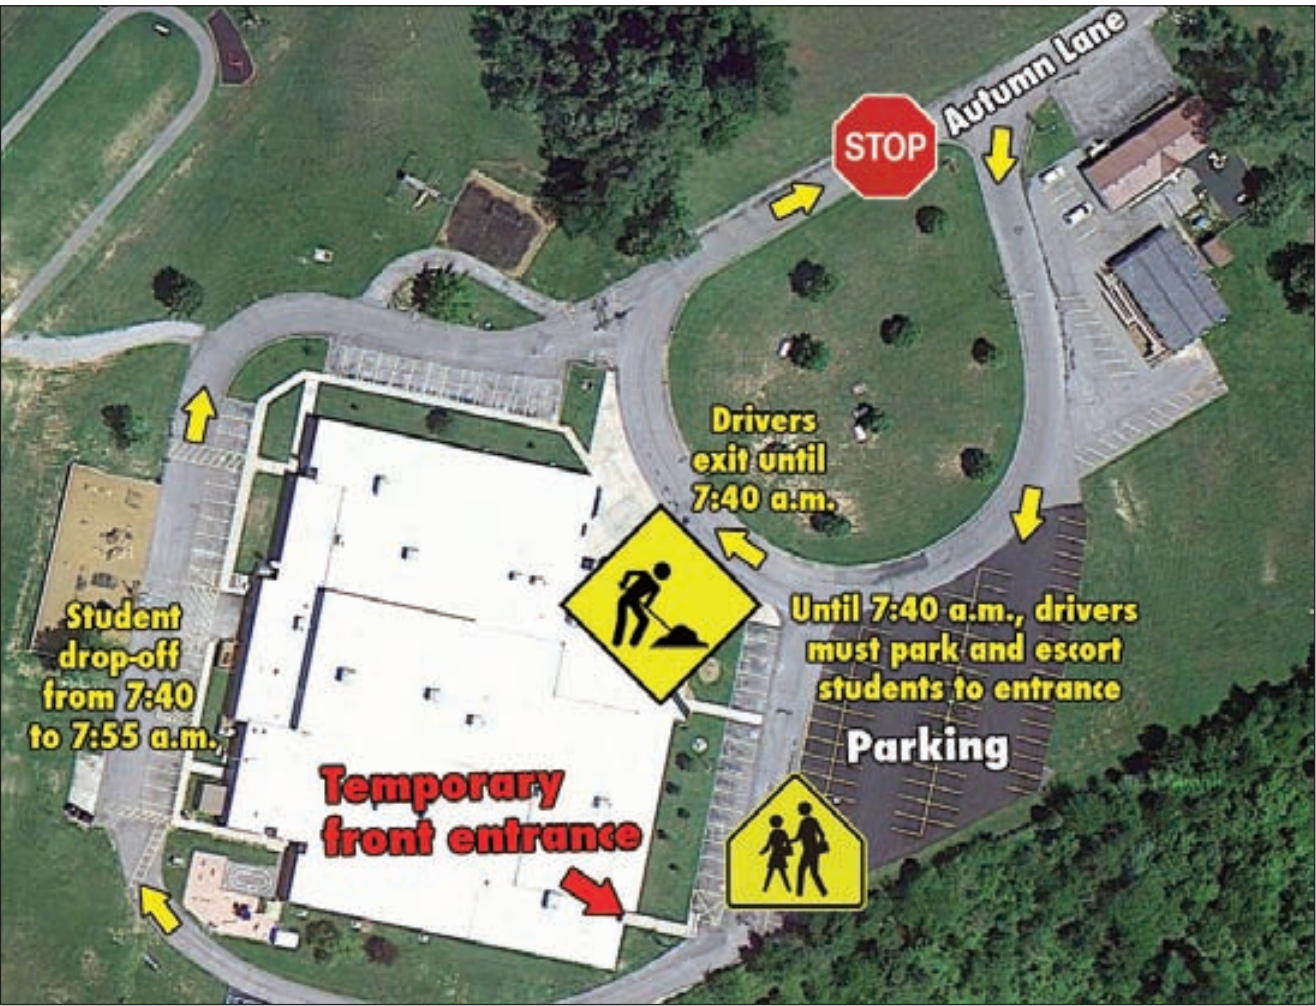 Autumn Lane
STOP
Drivers
exit until
7:40 a.m.
Until 7:40 a.m., drivers
must park and escort
students to entrance
Parking
Student
drop-off
from 7:40
to 7:55 a.m.
Temporary
front entrance